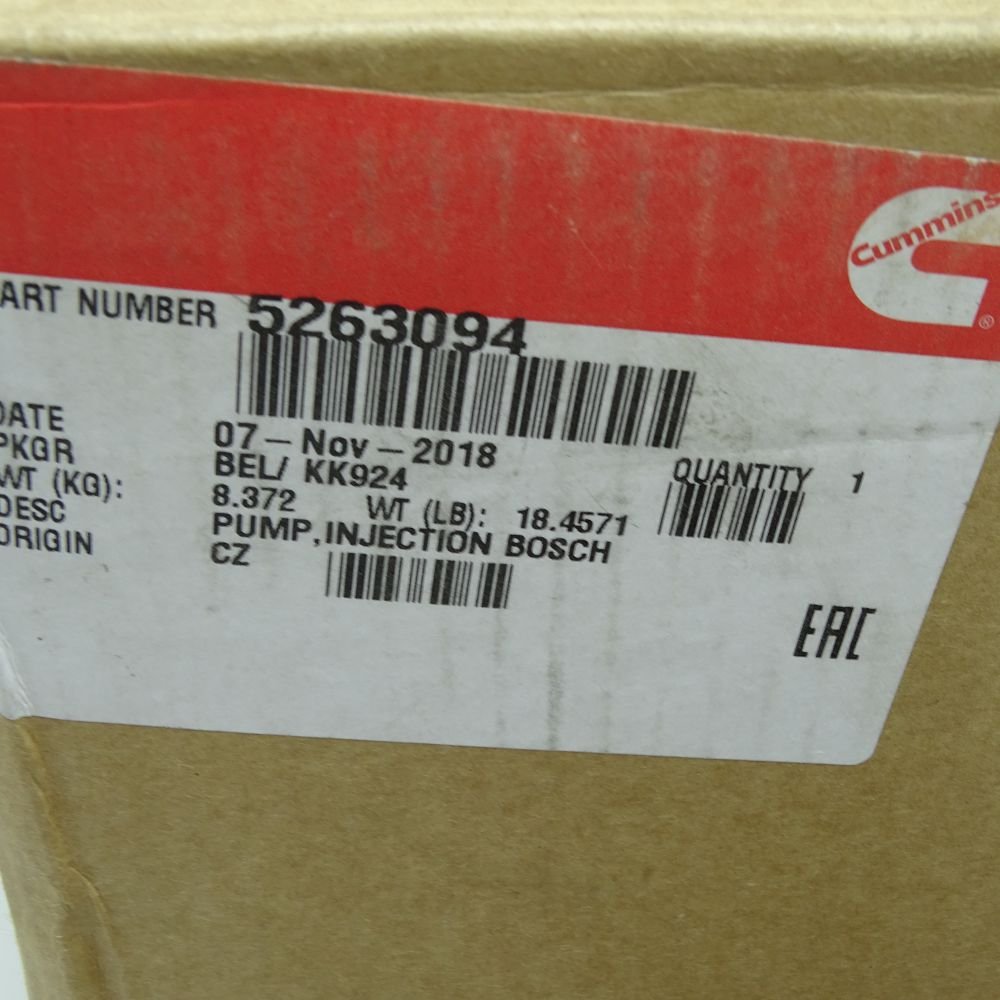 Cummins
®
ART NUMBER 5263094
DATE 07-Nov-2018
PKGR BEL/ KK924 QUANTITY 1
WT (KG): 8.372 WT (LB): 18.4571
DESC PUMP,INJECTION BOSCH
ORIGIN CZ
EAC